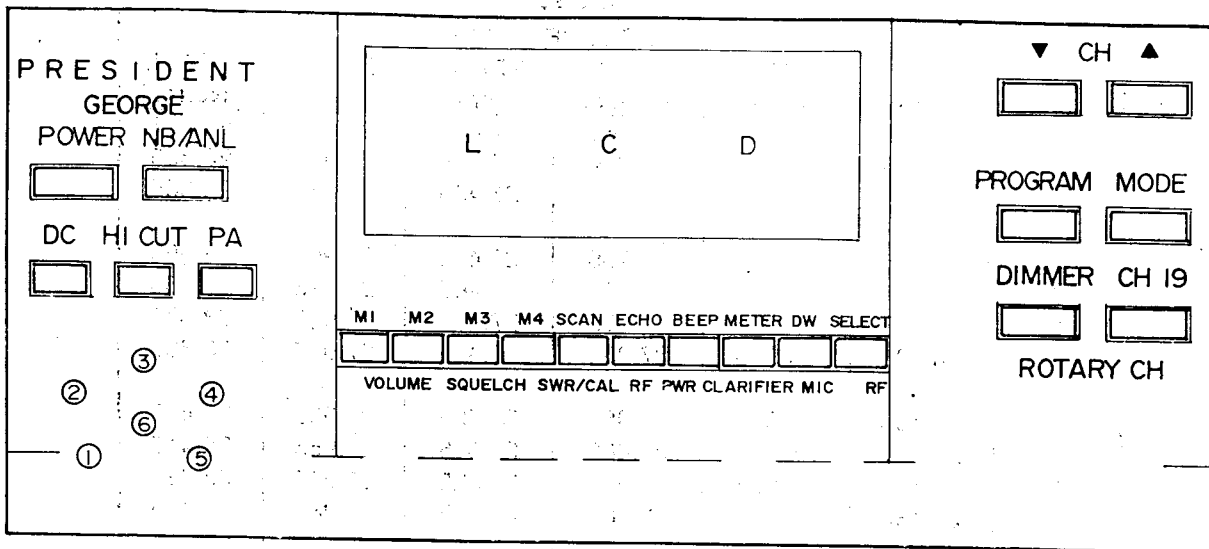 PRESIDENT
GEORGE
POWER NB/ANL
DC HI CUT PA
③
② ④
⑥
① ⑤
L C D
M1 M2 M3 M4 SCAN ECHO BEEP METER DW SELECT
VOLUME SQUELCH SWR/CAL RF PWR CLARIFIER MIC RF
▼ CH ▲
PROGRAM MODE
DIMMER CH 19
ROTARY CH